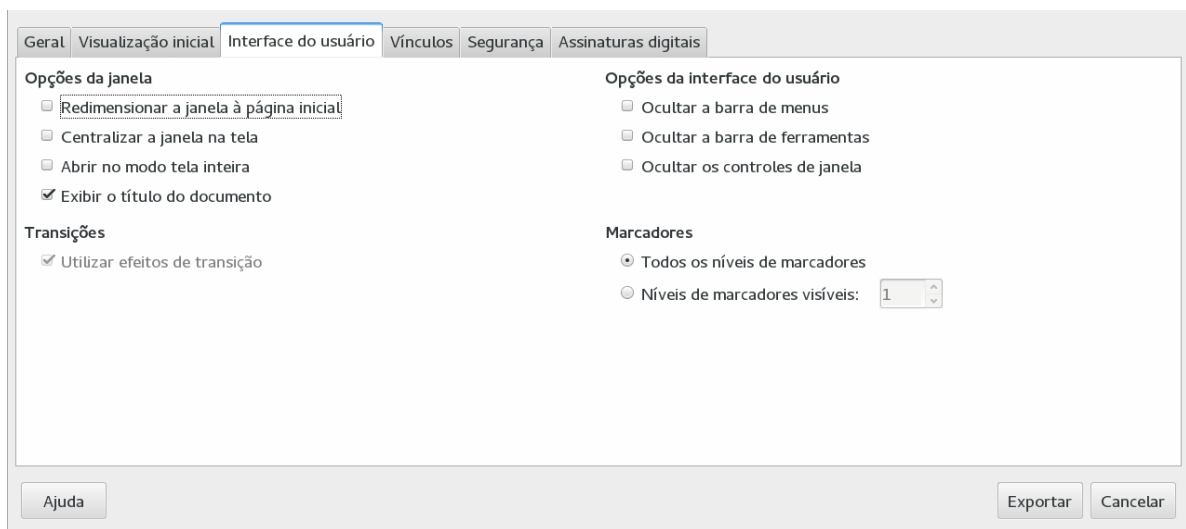 Geral Visualização inicial Interface do usuário Vínculos Segurança Assinaturas digitais
Opções da janela
Redimensionar a janela à página inicial
Centralizar a janela na tela
Abrir no modo tela inteira
Exibir o título do documento
Transições
Utilizar efeitos de transição
Opções da interface do usuário
Ocultar a barra de menus
Ocultar a barra de ferramentas
Ocultar os controles de janela
Marcadores
Todos os níveis de marcadores
Níveis de marcadores visíveis: 1
Ajuda Exportar Cancelar